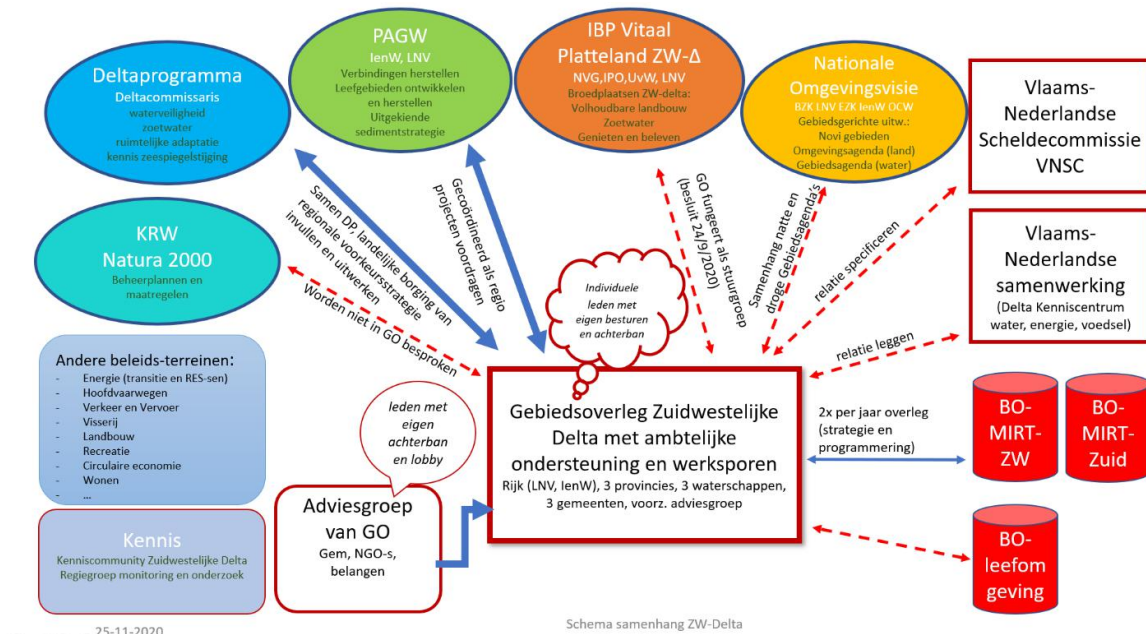 Deltaprogramma
Deltacommissaris
waterveiligheid
zoetwater
ruimtelijke adaptatie
kennis zeespiegelstijging
PAGW
IenW, LNV
Verbindingen herstellen
Leefgebieden ontwikkelen
en herstellen
Uitgekiende
sedimentstrategie
IBP Vitaal
Platteland ZW-Δ
NVG,IPO,UvW, LNV
Broedplaatsen ZW-delta:
Volhoudbare landbouw
Zoetwater
Genieten en beleven
Nationale
Omgevingsvisie
BZK LNV EZK IenW OCW
Gebiedsgerichte uitw.:
Novi gebieden
Omgevingsagenda (land)
Gebiedsagenda (water)
Vlaams-
Nederlandse
Scheldecommissie
VNSC
KRW
Natura 2000
Beheerplannen en
maatregelen
Samen DP, landelijke borging van
regionale voorkeursstrategie
invullen en uitwerken
Gecoördineerd als regio
projecten voordragen
GO fungeert als stuurgroep
(besluit 24/9/2020)
Samenhang natte en
droge Gebiedsagenda's
relatie specificeren
Vlaams-
Nederlandse
samenwerking
(Delta Kenniscentrum
water, energie, voedsel)
Worden niet in GO besproken
Individuele
leden met
eigen besturen
en achterban
relatie leggen
Andere beleids-terreinen:
- Energie (transitie en RES-sen)
- Hoofdvaarwegen
- Verkeer en Vervoer
- Visserij
- Landbouw
- Recreatie
- Circulaire economie
- Wonen
- ...
leden met
eigen
achterban
en lobby
Gebiedsoverleg Zuidwestelijke
Delta met ambtelijke
ondersteuning en werksporen
Rijk (LNV, IenW), 3 provincies, 3 waterschappen,
3 gemeenten, voorz. adviesgroep
2x per jaar overleg
(strategie en
programmering)
BO-
MIRT-
ZW
BO-
MIRT-
Zuid
Adviesgroep
van GO
Gem, NGO-s,
belangen
Kennis
Kenniscommunity Zuidwestelijke Delta
Regiegroep monitoring en onderzoek
BO-
leefom
geving
25-11-2020
Schema samenhang ZW-Delta